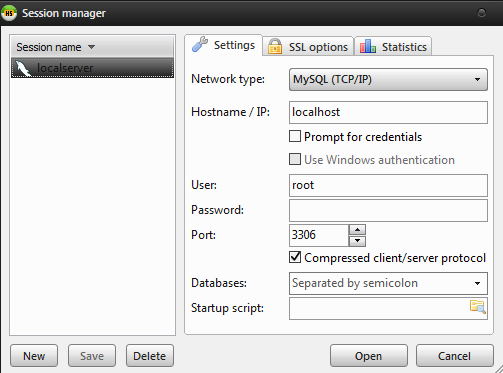 HS Session manager
Session name
localserver
Settings
SSL options
Statistics
Network type:
MySQL (TCP/IP)
Hostname / IP:
localhost
Prompt for credentials
Use Windows authentication
User:
root
Password:
Port:
3306
Compressed client/server protocol
Databases:
Separated by semicolon
Startup script:
New
Save
Delete
Open
Cancel